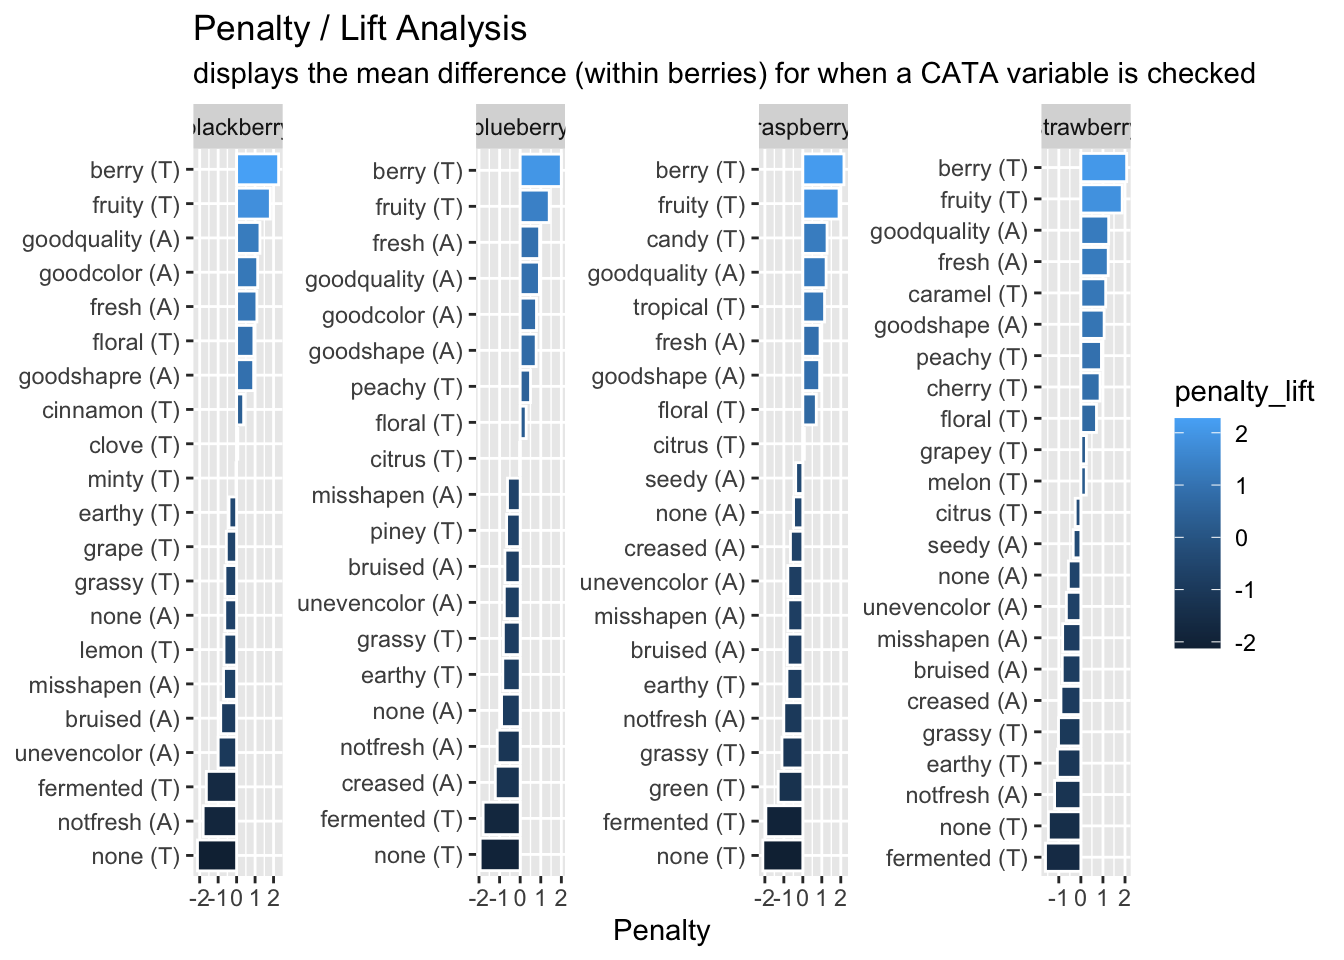 Penalty / Lift Analysis
displays the mean difference (within berries) for when a CATA variable is checked
lackberry
berry (T)
fruity (T)
goodquality (A)
goodcolor (A)
fresh (A)
floral (T)
goodshapre (A)
cinnamon (T)
clove (T)
minty (T)
earthy (T)
grape (T)
grassy (T)
none (A)
lemon (T)
misshapen (A)
bruised (A)
unevencolor (A)
fermented (T)
notfresh (A)
none (T)
-2 -1 0 1 2
blueberry
berry (T)
fruity (T)
fresh (A)
goodquality (A)
goodcolor (A)
goodshape (A)
peachy (T)
floral (T)
citrus (T)
misshapen (A)
piney (T)
bruised (A)
unevencolor (A)
grassy (T)
earthy (T)
none (A)
notfresh (A)
creased (A)
fermented (T)
none (T)
-2 -1 0 1 2
raspberry
berry (T)
fruity (T)
candy (T)
goodquality (A)
tropical (T)
fresh (A)
goodshape (A)
floral (T)
citrus (T)
seedy (A)
none (A)
creased (A)
unevencolor (A)
misshapen (A)
bruised (A)
earthy (T)
notfresh (A)
grassy (T)
green (T)
fermented (T)
none (T)
-2 -1 0 1 2
trawberry
berry (T)
fruity (T)
goodquality (A)
fresh (A)
caramel (T)
goodshape (A)
peachy (T)
cherry (T)
floral (T)
grapey (T)
melon (T)
citrus (T)
seedy (A)
none (A)
unevencolor (A)
misshapen (A)
bruised (A)
creased (A)
grassy (T)
earthy (T)
notfresh (A)
none (T)
fermented (T)
-1 0 1 2
Penalty
penalty_lift
2
1
0
-1
-2